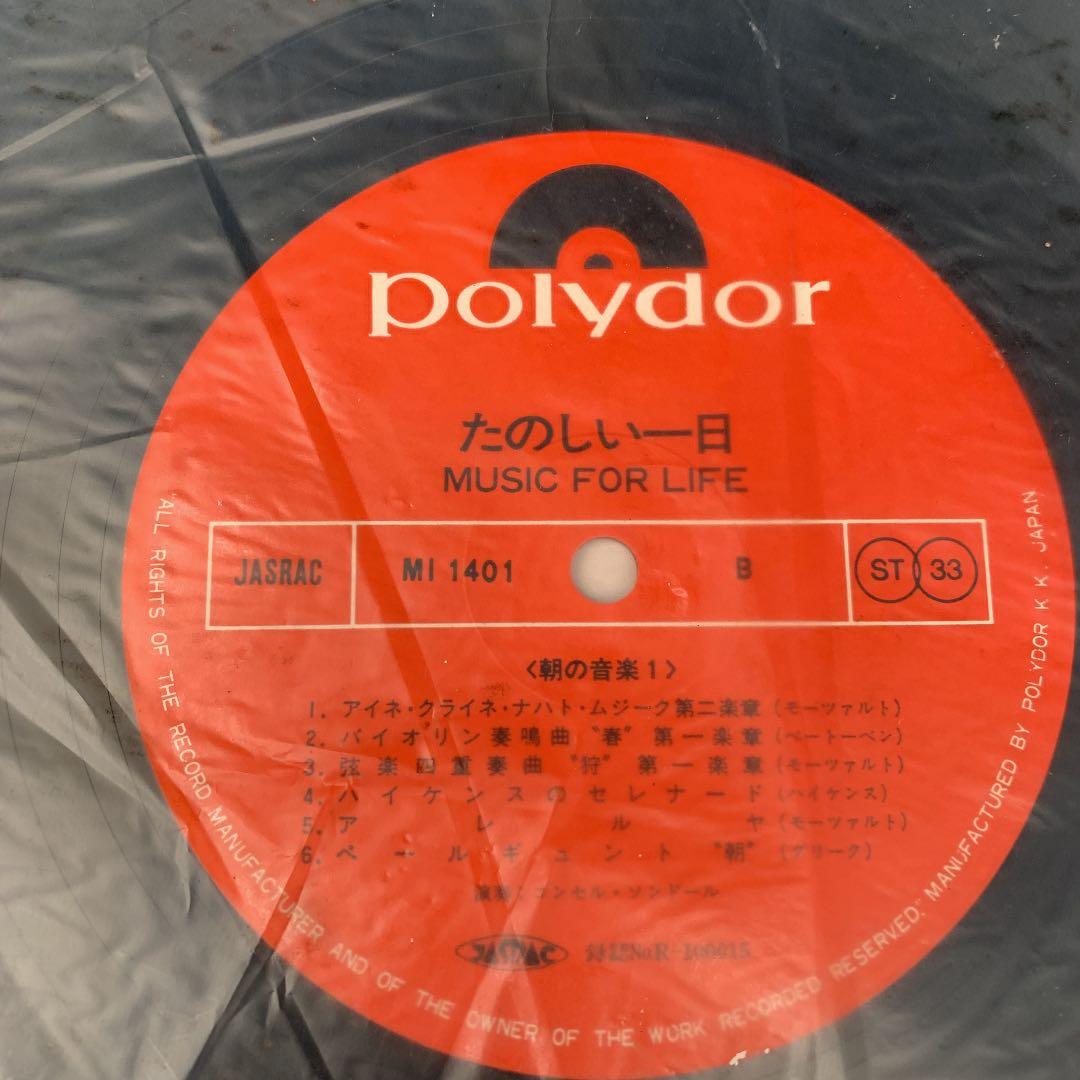 polydor
たのしい一日
MUSIC FOR LIFE
JASRAC MI 1401 B ST 33
〈朝の音楽1〉
1. アイネ・クライネ・ナハト・ムジーク第二楽章(モーツァルト)
2. バイオリン奏鳴曲〝春〟第一楽章(ベートーベン)
3. 弦楽四重奏曲〝狩〟第一楽章(モーツァルト)
4. ハイケンスのセレナード(ハイケンス)
5. アレルヤ(モーツァルト)
6. ペールギュント〝朝〟(グリーク)
演奏:コンセル・ソンドール
JASRAC 録認No.R-100015
"ALL RIGHTS OF THE RECORD MANUFACTURER AND OF THE OWNER OF THE WORK RECORDED RESERVED." MANUFACTURED BY POLYDOR K.K. JAPAN